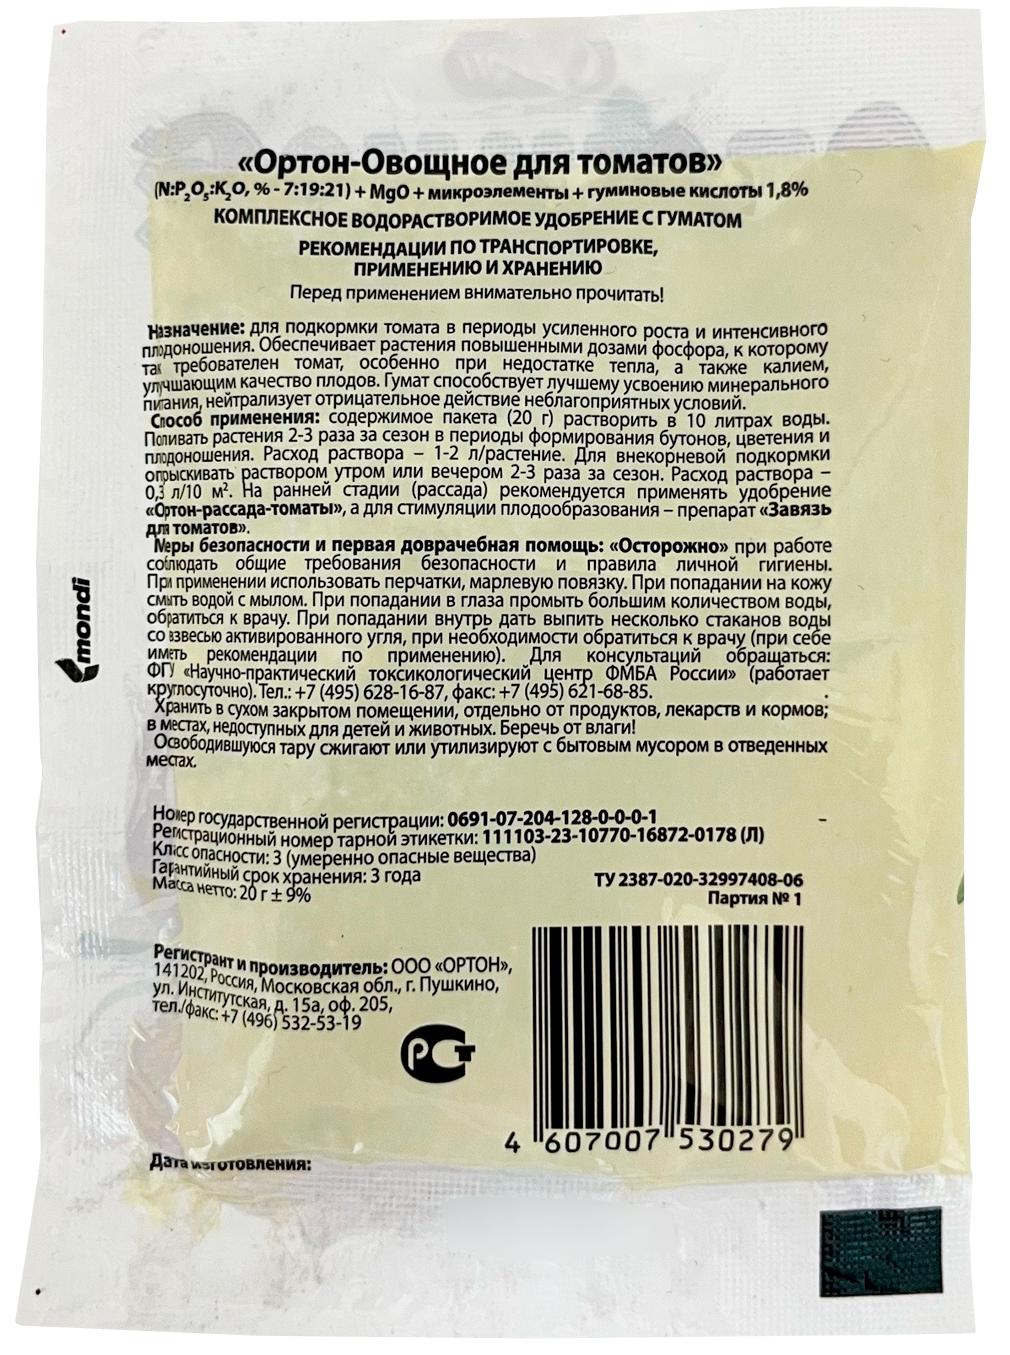 «Ортон-Овощное для томатов»
(N:P₂O₅:K₂O, % - 7:19:21) + MgO + микроэлементы + гуминовые кислоты 1,8%
КОМПЛЕКСНОЕ ВОДОРАСТВОРИМОЕ УДОБРЕНИЕ С ГУМАТОМ
РЕКОМЕНДАЦИИ ПО ТРАНСПОРТИРОВКЕ,
ПРИМЕНЕНИЮ И ХРАНЕНИЮ
Перед применением внимательно прочитать!
Назначение: для подкормки томата в периоды усиленного роста и интенсивного
плодоношения. Обеспечивает растения повышенными дозами фосфора, к которому
так требователен томат, особенно при недостатке тепла, а также калием,
улучшающим качество плодов. Гумат способствует лучшему усвоению минерального
питания, нейтрализует отрицательное действие неблагоприятных условий.
Способ применения: содержимое пакета (20 г) растворить в 10 литрах воды.
Поливать растения 2-3 раза за сезон в периоды формирования бутонов, цветения и
плодоношения. Расход раствора – 1-2 л/растение. Для внекорневой подкормки
опрыскивать раствором утром или вечером 2-3 раза за сезон. Расход раствора –
0,3 л/10 м². На ранней стадии (рассада) рекомендуется применять удобрение
«Ортон-рассада-томаты», а для стимуляции плодообразования – препарат «Завязь
для томатов».
Меры безопасности и первая доврачебная помощь: «Осторожно» при работе
соблюдать общие требования безопасности и правила личной гигиены.
При применении использовать перчатки, марлевую повязку. При попадании на кожу
смыть водой с мылом. При попадании в глаза промыть большим количеством воды,
обратиться к врачу. При попадании внутрь дать выпить несколько стаканов воды
со взвесью активированного угля, при необходимости обратиться к врачу (при себе
иметь рекомендации по применению). Для консультаций обращаться:
ФГУ «Научно-практический токсикологический центр ФМБА России» (работает
круглосуточно). Тел.: +7 (495) 628-16-87, факс: +7 (495) 621-68-85.
Хранить в сухом закрытом помещении, отдельно от продуктов, лекарств и кормов;
в местах, недоступных для детей и животных. Беречь от влаги!
Освободившуюся тару сжигают или утилизируют с бытовым мусором в отведенных
местах.
mondi
Номер государственной регистрации: 0691-07-204-128-0-0-0-1
Регистрационный номер тарной этикетки: 111103-23-10770-16872-0178 (Л)
Класс опасности: 3 (умеренно опасные вещества)
Гарантийный срок хранения: 3 года
Масса нетто: 20 г ± 9%
ТУ 2387-020-32997408-06
Партия № 1
Регистрант и производитель: ООО «ОРТОН»,
141202, Россия, Московская обл., г. Пушкино,
ул. Институтская, д. 15а, оф. 205,
тел./факс: +7 (496) 532-53-19
РСТ
4 607007 530279
Дата изготовления: